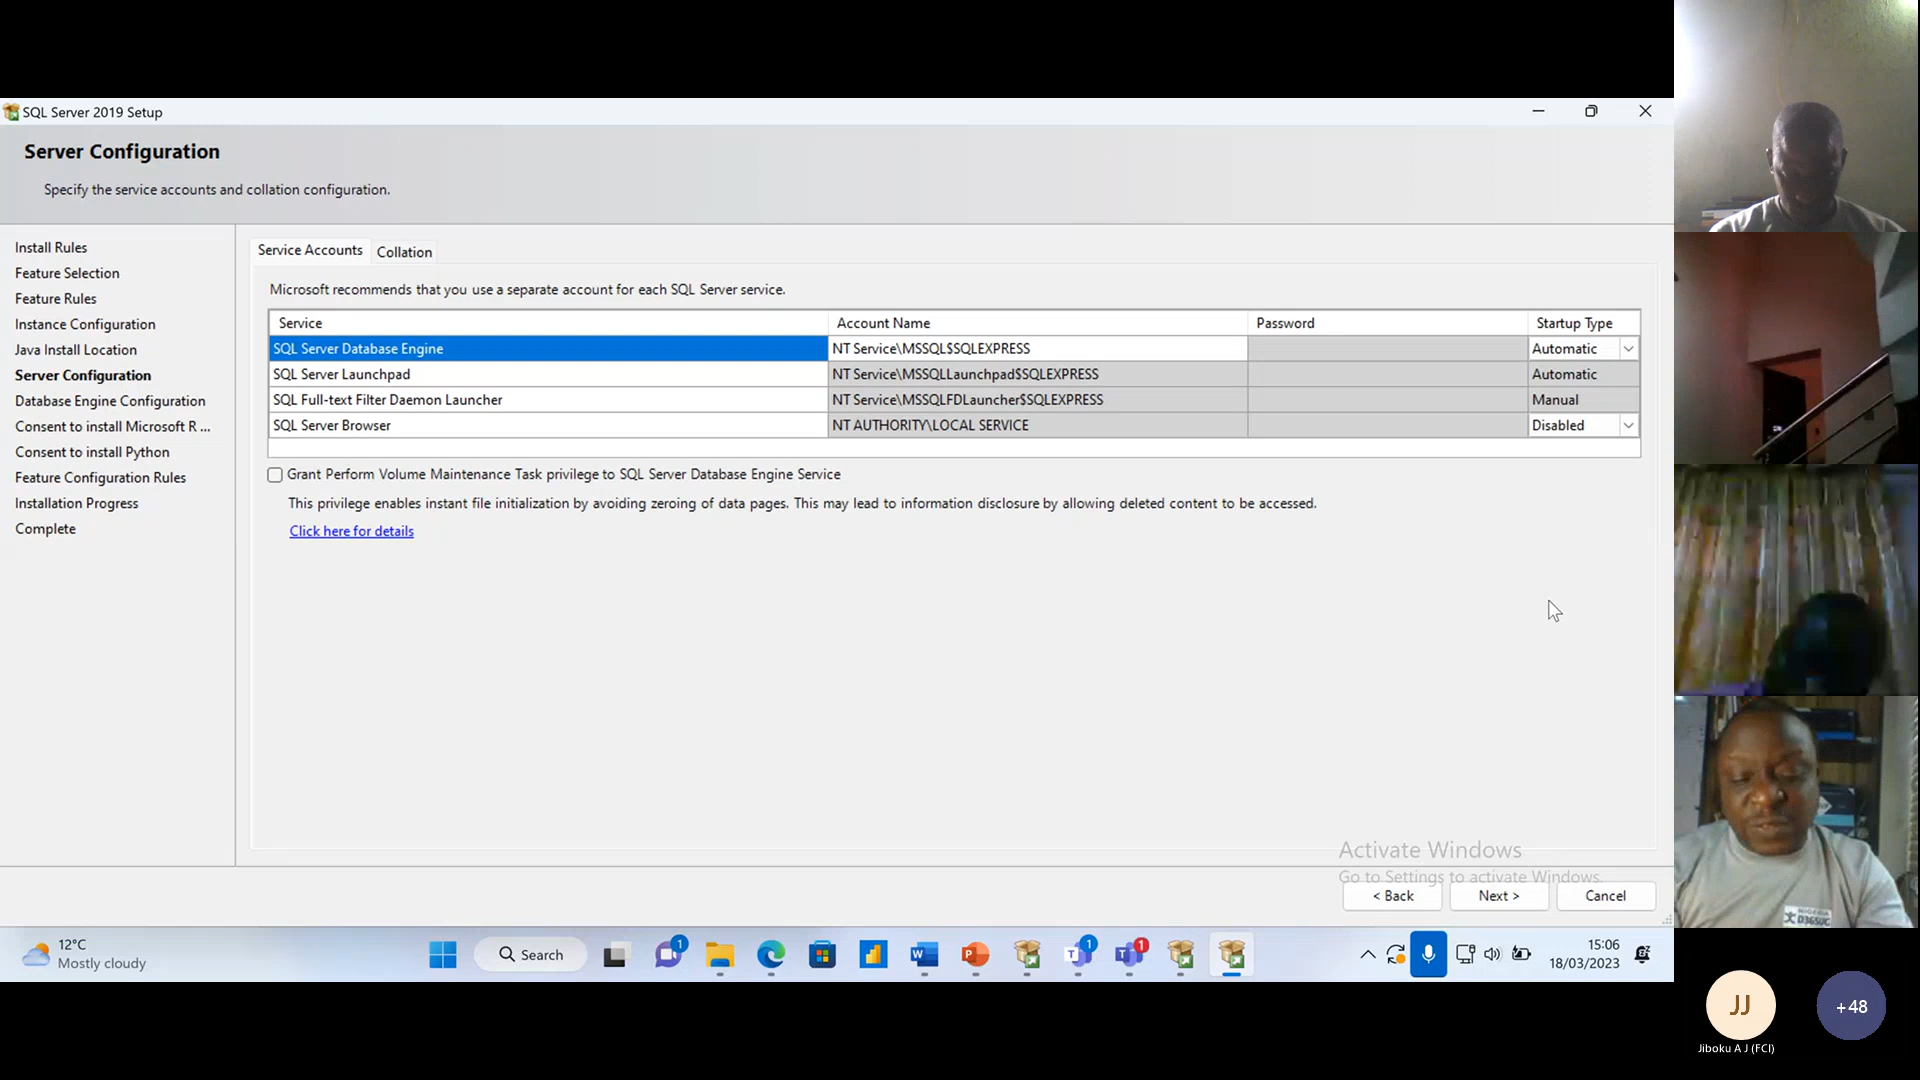 SQL Server 2019 Setup
Server Configuration
Specify the service accounts and collation configuration.
Install Rules
Feature Selection
Feature Rules
Instance Configuration
Java Install Location
Server Configuration
Database Engine Configuration
Consent to install Microsoft R ...
Consent to install Python
Feature Configuration Rules
Installation Progress
Complete
Service Accounts Collation
Microsoft recommends that you use a separate account for each SQL Server service.
Service Account Name Password Startup Type
SQL Server Database Engine NT Service\MSSQL$SQLEXPRESS Automatic
SQL Server Launchpad NT Service\MSSQLLaunchpad$SQLEXPRESS Automatic
SQL Full-text Filter Daemon Launcher NT Service\MSSQLFDLauncher$SQLEXPRESS Manual
SQL Server Browser NT AUTHORITY\LOCAL SERVICE Disabled
Grant Perform Volume Maintenance Task privilege to SQL Server Database Engine Service
This privilege enables instant file initialization by avoiding zeroing of data pages. This may lead to information disclosure by allowing deleted content to be accessed.
Click here for details
Activate Windows
Go to Settings to activate Windows.
< Back Next > Cancel
12°C
Mostly cloudy
Search
1
1
1
15:06
18/03/2023
D365UG
JJ
+48
Jiboku A J (FCI)